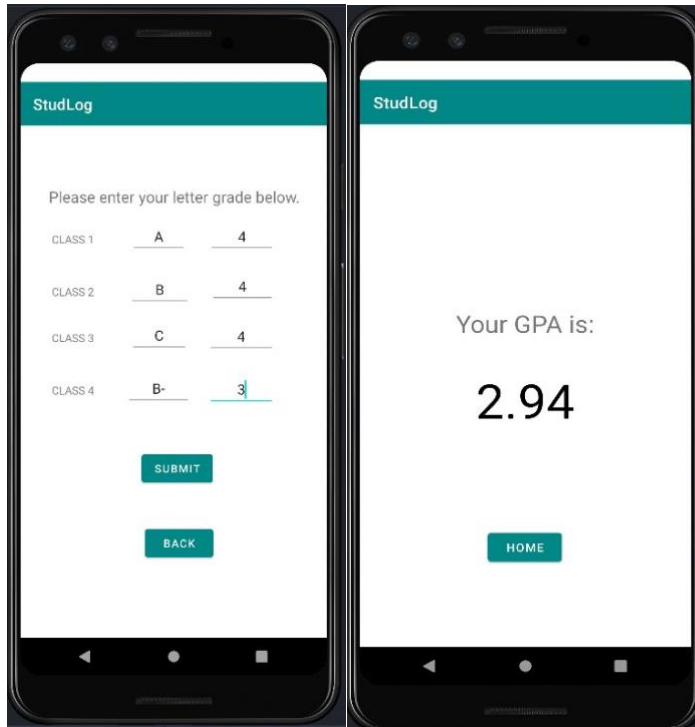 StudLog
Please enter your letter grade below.
CLASS 1 A 4
CLASS 2 B 4
CLASS 3 C 4
CLASS 4 B- 3
SUBMIT
BACK
StudLog
Your GPA is:
2.94
HOME